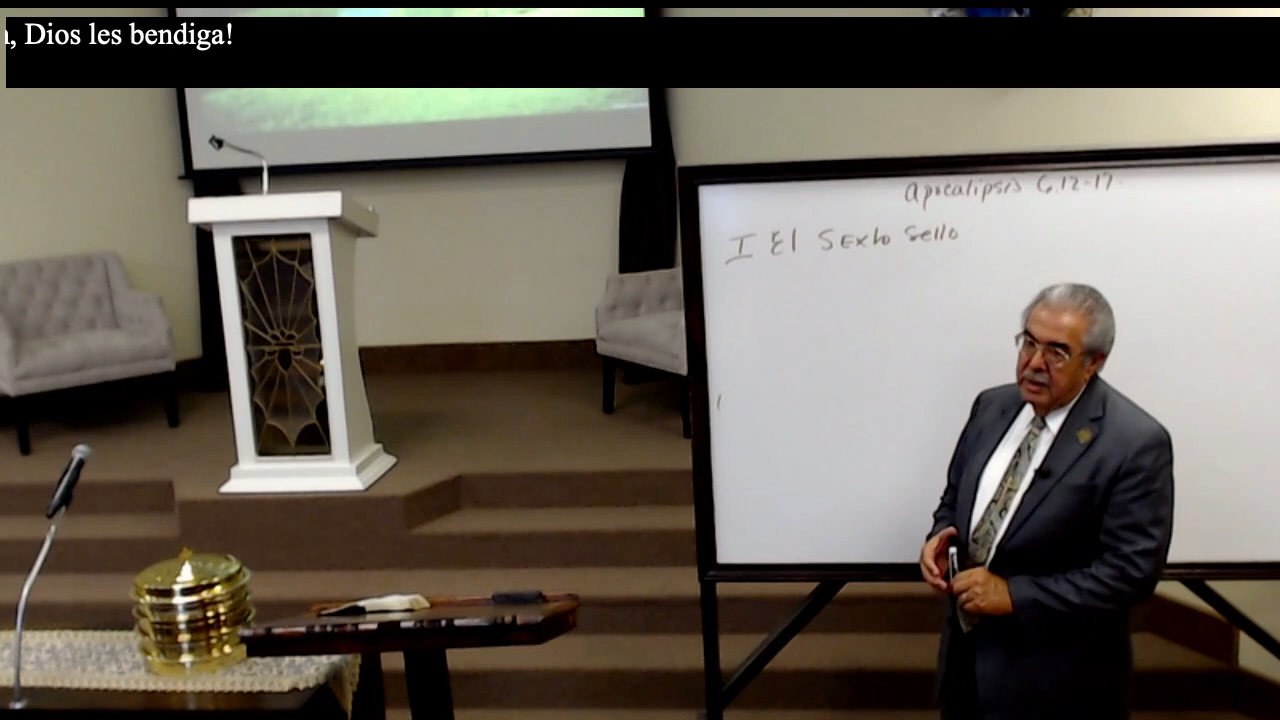 , Dios les bendiga!
Apocalipsis 6.12-17
I El Sexto Sello